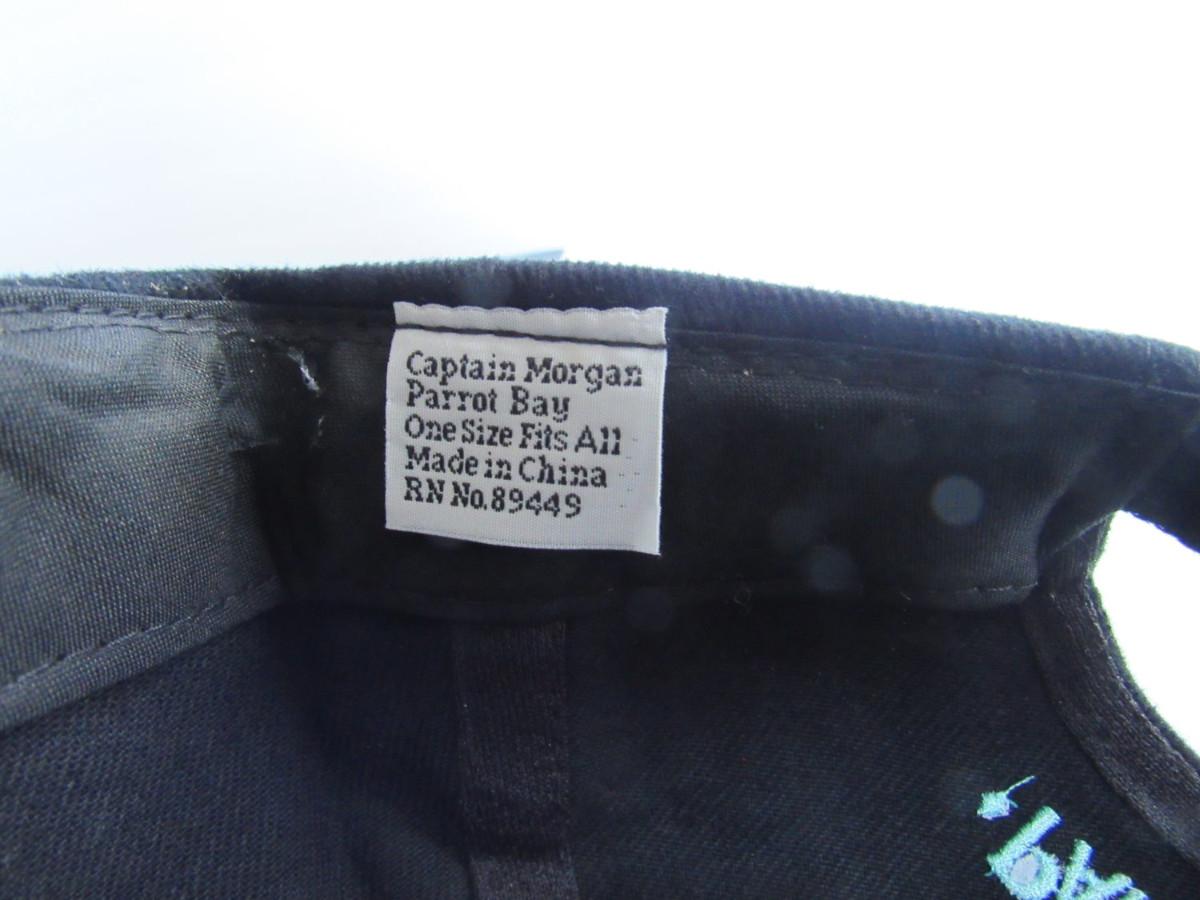 Captain Morgan
Parrot Bay
One Size Fits All
Made in China
RN No.89449